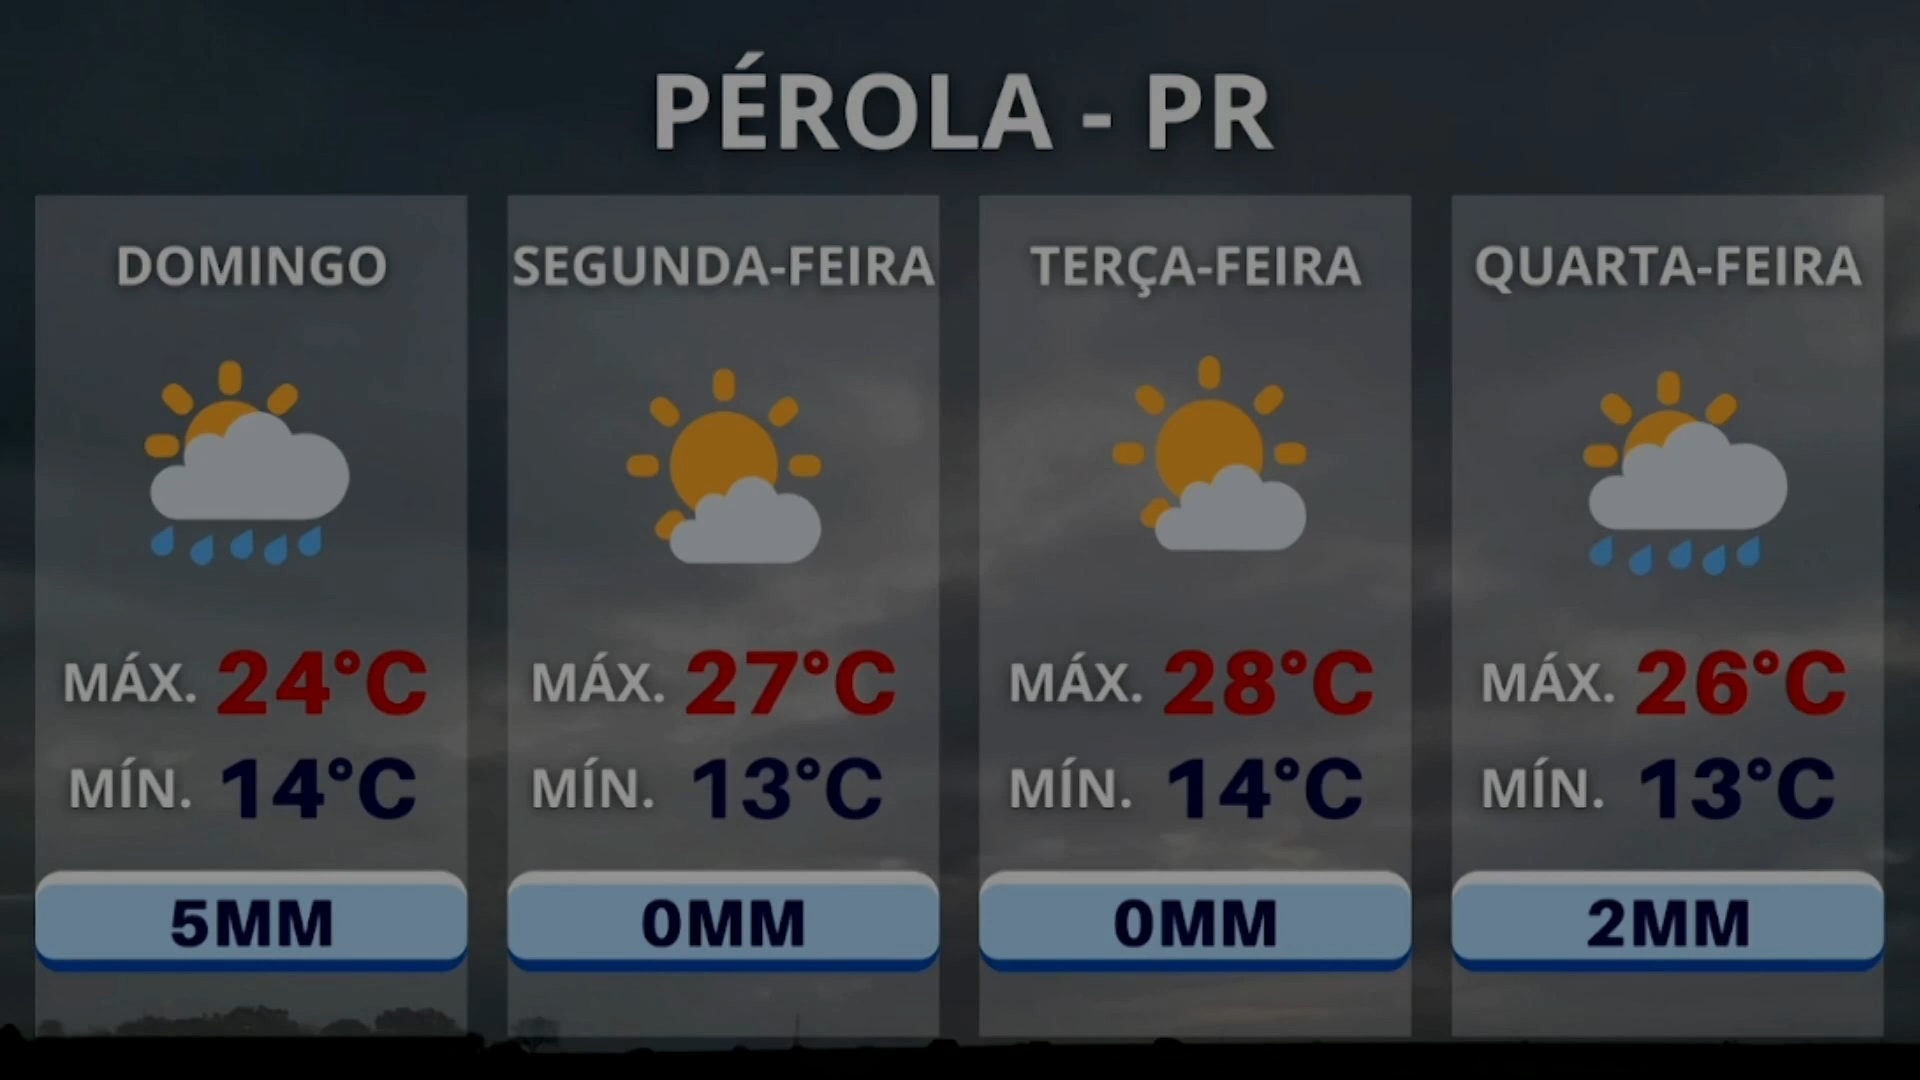 PÉROLA - PR
DOMINGO
MÁX. 24°C
MÍN. 14°C
5MM
SEGUNDA-FEIRA
MÁX. 27°C
MÍN. 13°C
0MM
TERÇA-FEIRA
MÁX. 28°C
MÍN. 14°C
0MM
QUARTA-FEIRA
MÁX. 26°C
MÍN. 13°C
2MM